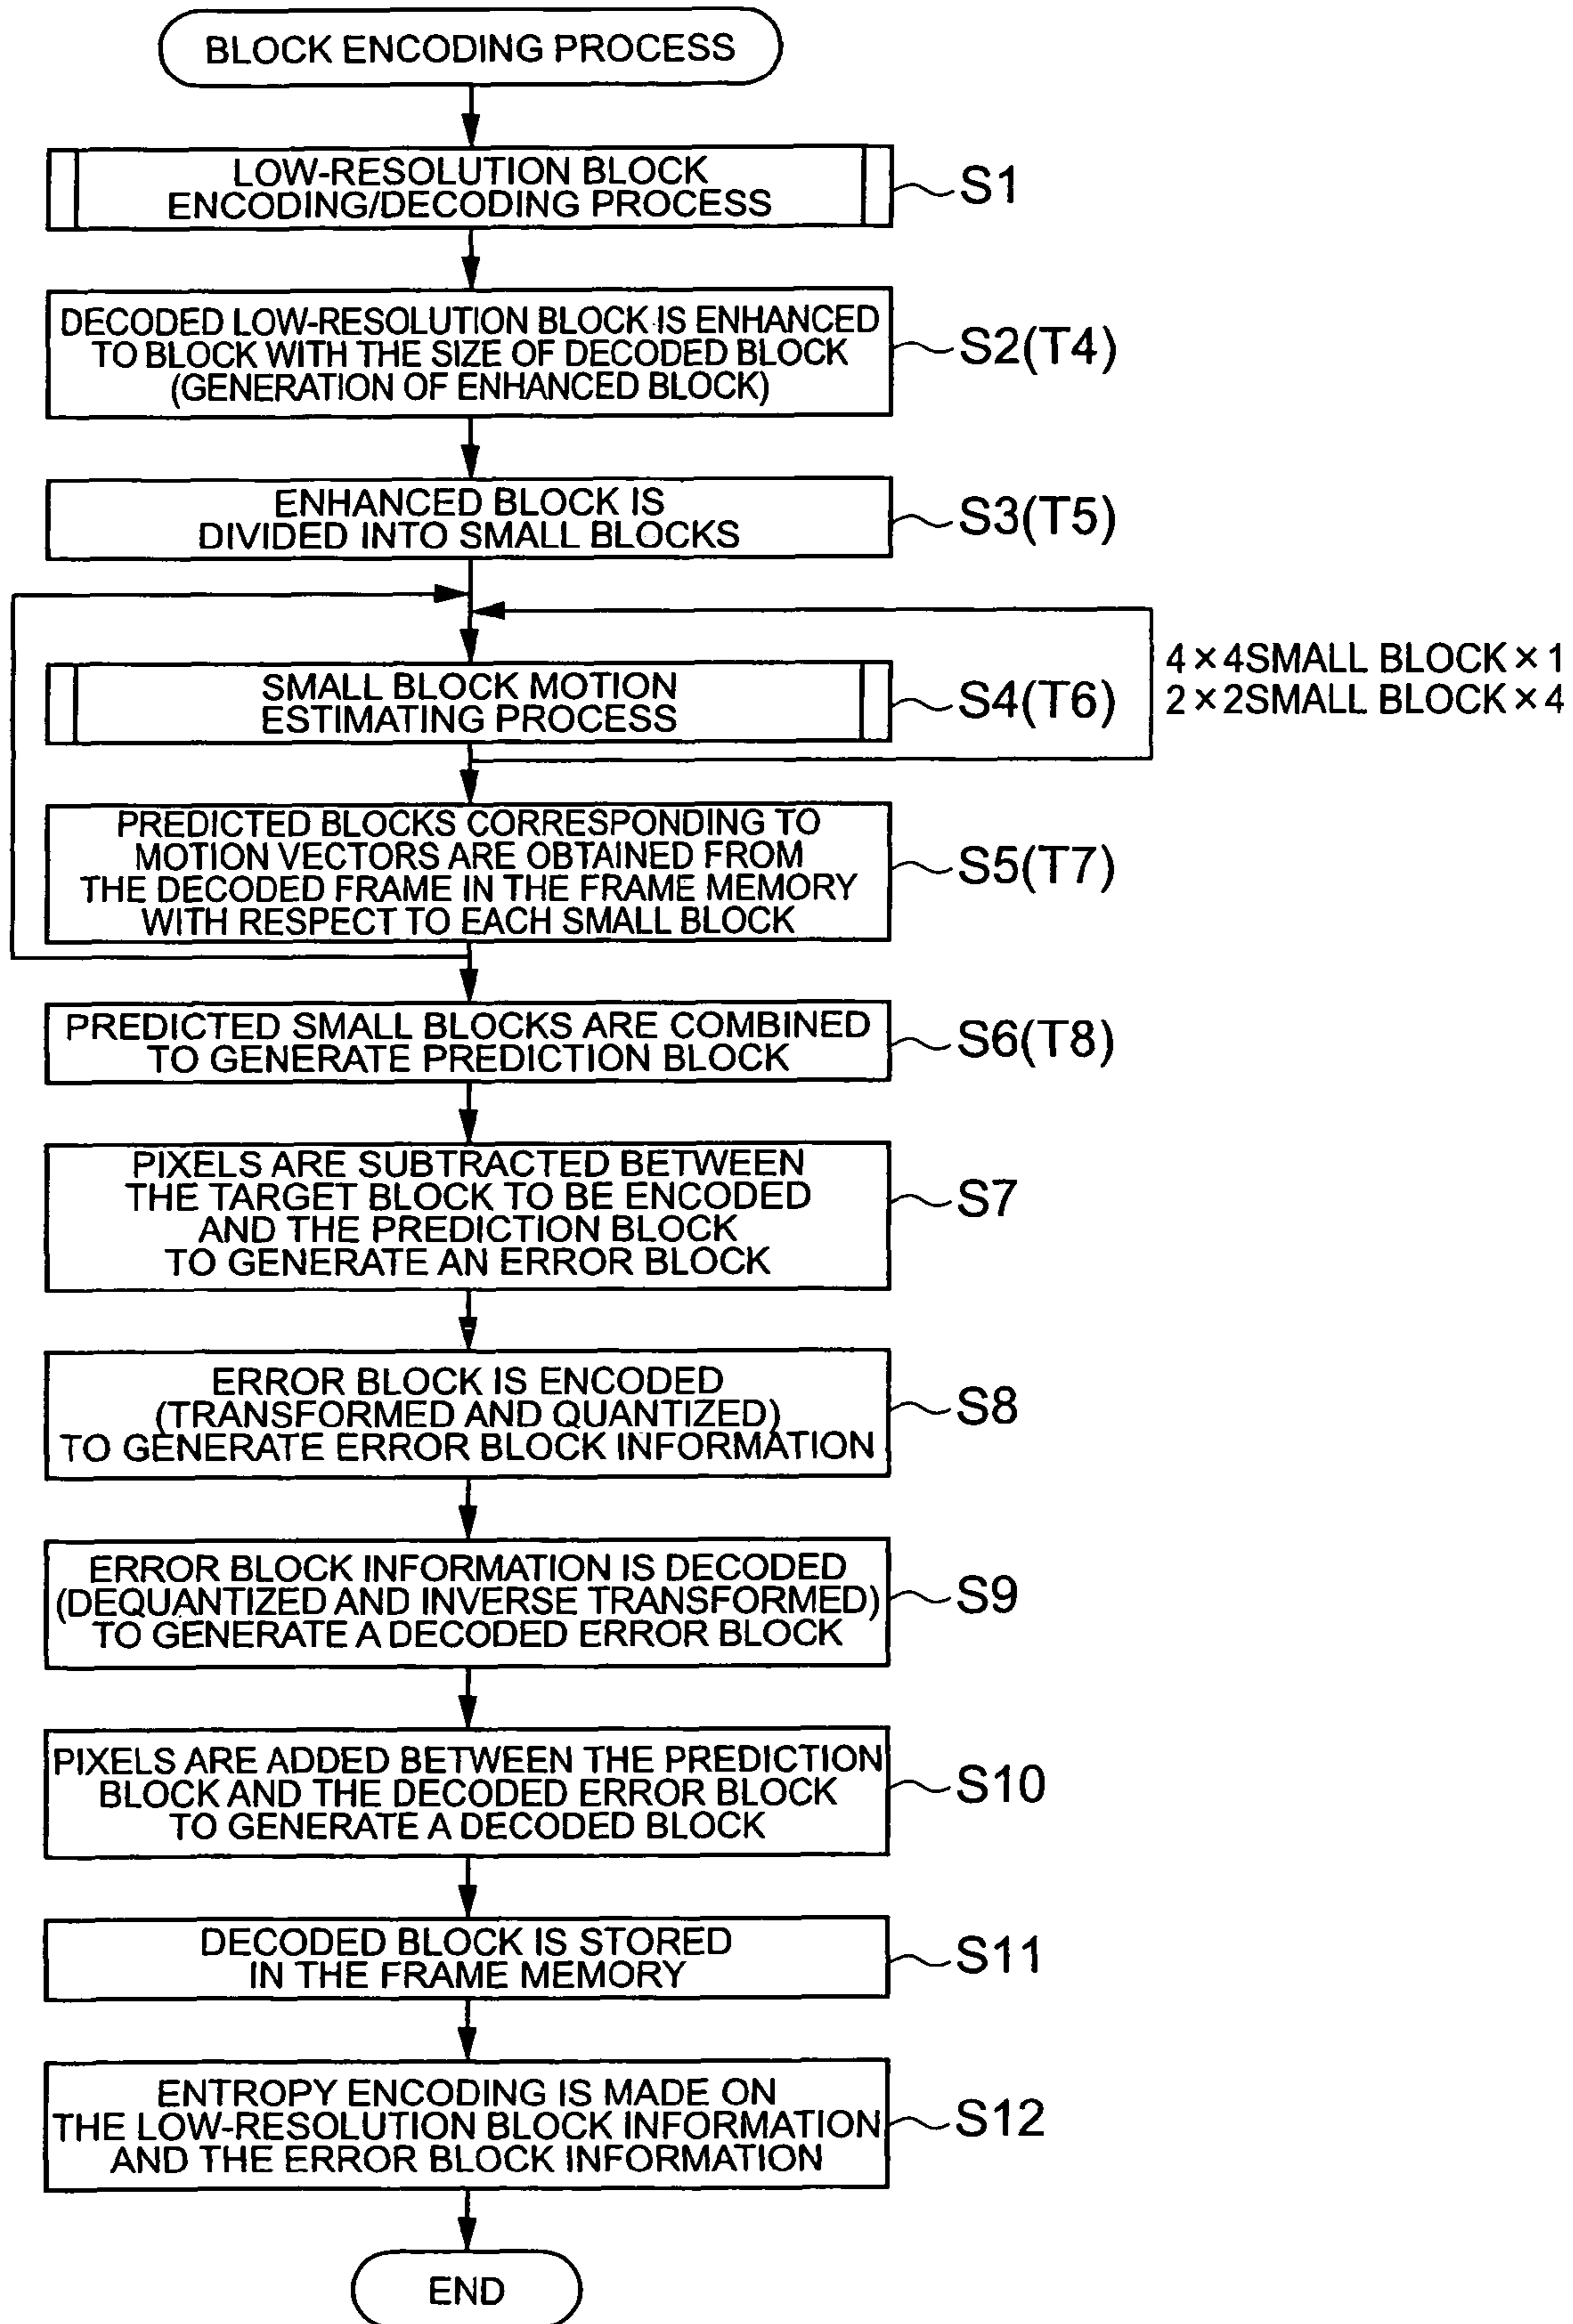 BLOCK ENCODING PROCESS
LOW-RESOLUTION BLOCK
ENCODING/DECODING PROCESS
S1
DECODED LOW-RESOLUTION BLOCK IS ENHANCED
TO BLOCK WITH THE SIZE OF DECODED BLOCK
(GENERATION OF ENHANCED BLOCK)
S2(T4)
ENHANCED BLOCK IS
DIVIDED INTO SMALL BLOCKS
S3(T5)
SMALL BLOCK MOTION
ESTIMATING PROCESS
S4(T6)
4×4SMALL BLOCK×1
2×2SMALL BLOCK×4
PREDICTED BLOCKS CORRESPONDING TO
MOTION VECTORS ARE OBTAINED FROM
THE DECODED FRAME IN THE FRAME MEMORY
WITH RESPECT TO EACH SMALL BLOCK
S5(T7)
PREDICTED SMALL BLOCKS ARE COMBINED
TO GENERATE PREDICTION BLOCK
S6(T8)
PIXELS ARE SUBTRACTED BETWEEN
THE TARGET BLOCK TO BE ENCODED
AND THE PREDICTION BLOCK
TO GENERATE AN ERROR BLOCK
S7
ERROR BLOCK IS ENCODED
(TRANSFORMED AND QUANTIZED)
TO GENERATE ERROR BLOCK INFORMATION
S8
ERROR BLOCK INFORMATION IS DECODED
(DEQUANTIZED AND INVERSE TRANSFORMED)
TO GENERATE A DECODED ERROR BLOCK
S9
PIXELS ARE ADDED BETWEEN THE PREDICTION
BLOCK AND THE DECODED ERROR BLOCK
TO GENERATE A DECODED BLOCK
S10
DECODED BLOCK IS STORED
IN THE FRAME MEMORY
S11
ENTROPY ENCODING IS MADE ON
THE LOW-RESOLUTION BLOCK INFORMATION
AND THE ERROR BLOCK INFORMATION
S12
END